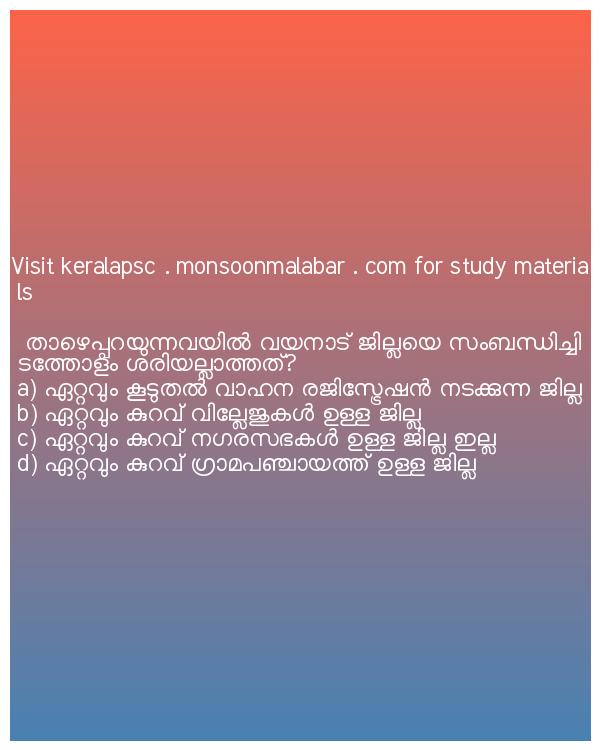 Visit keralapsc . monsoonmalabar . com for study materia
ls
താഴെപ്പറയുന്നവയിൽ വയനാട് ജില്ലയെ സംബന്ധിച്ചി
ടത്തോളം ശരിയല്ലാത്തത്?
a) ഏറ്റവും കൂടുതൽ വാഹന രജിസ്ട്രേഷൻ നടക്കുന്ന ജില്ല
b) ഏറ്റവും കുറവ് വില്ലേജുകൾ ഉള്ള ജില്ല
c) ഏറ്റവും കുറവ് നഗരസഭകൾ ഉള്ള ജില്ല ഇല്ല
d) ഏറ്റവും കുറവ് ഗ്രാമപഞ്ചായത്ത് ഉള്ള ജില്ല